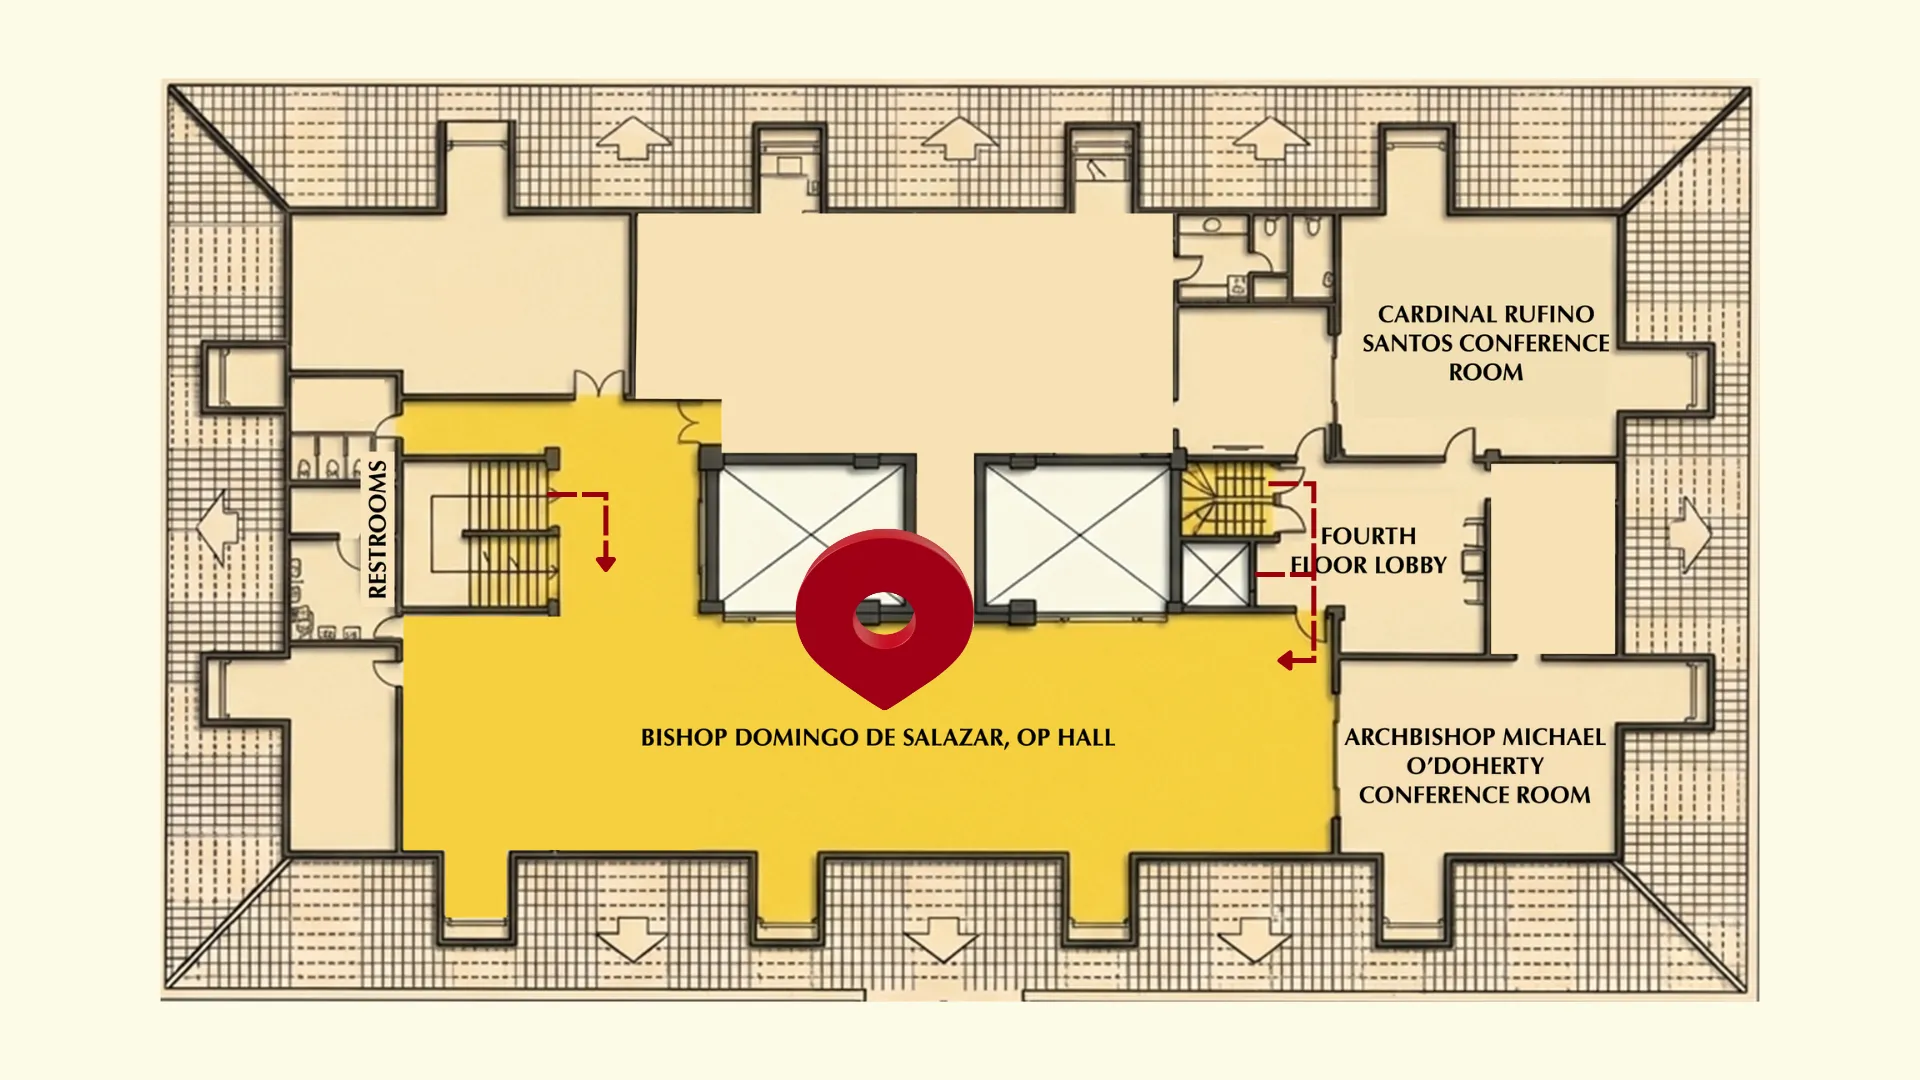 CARDINAL RUFINO
SANTOS CONFERENCE
ROOM
RESTROOMS
FOURTH
FLOOR LOBBY
BISHOP DOMINGO DE SALAZAR, OP HALL
ARCHBISHOP MICHAEL
O’DOHERTY
CONFERENCE ROOM